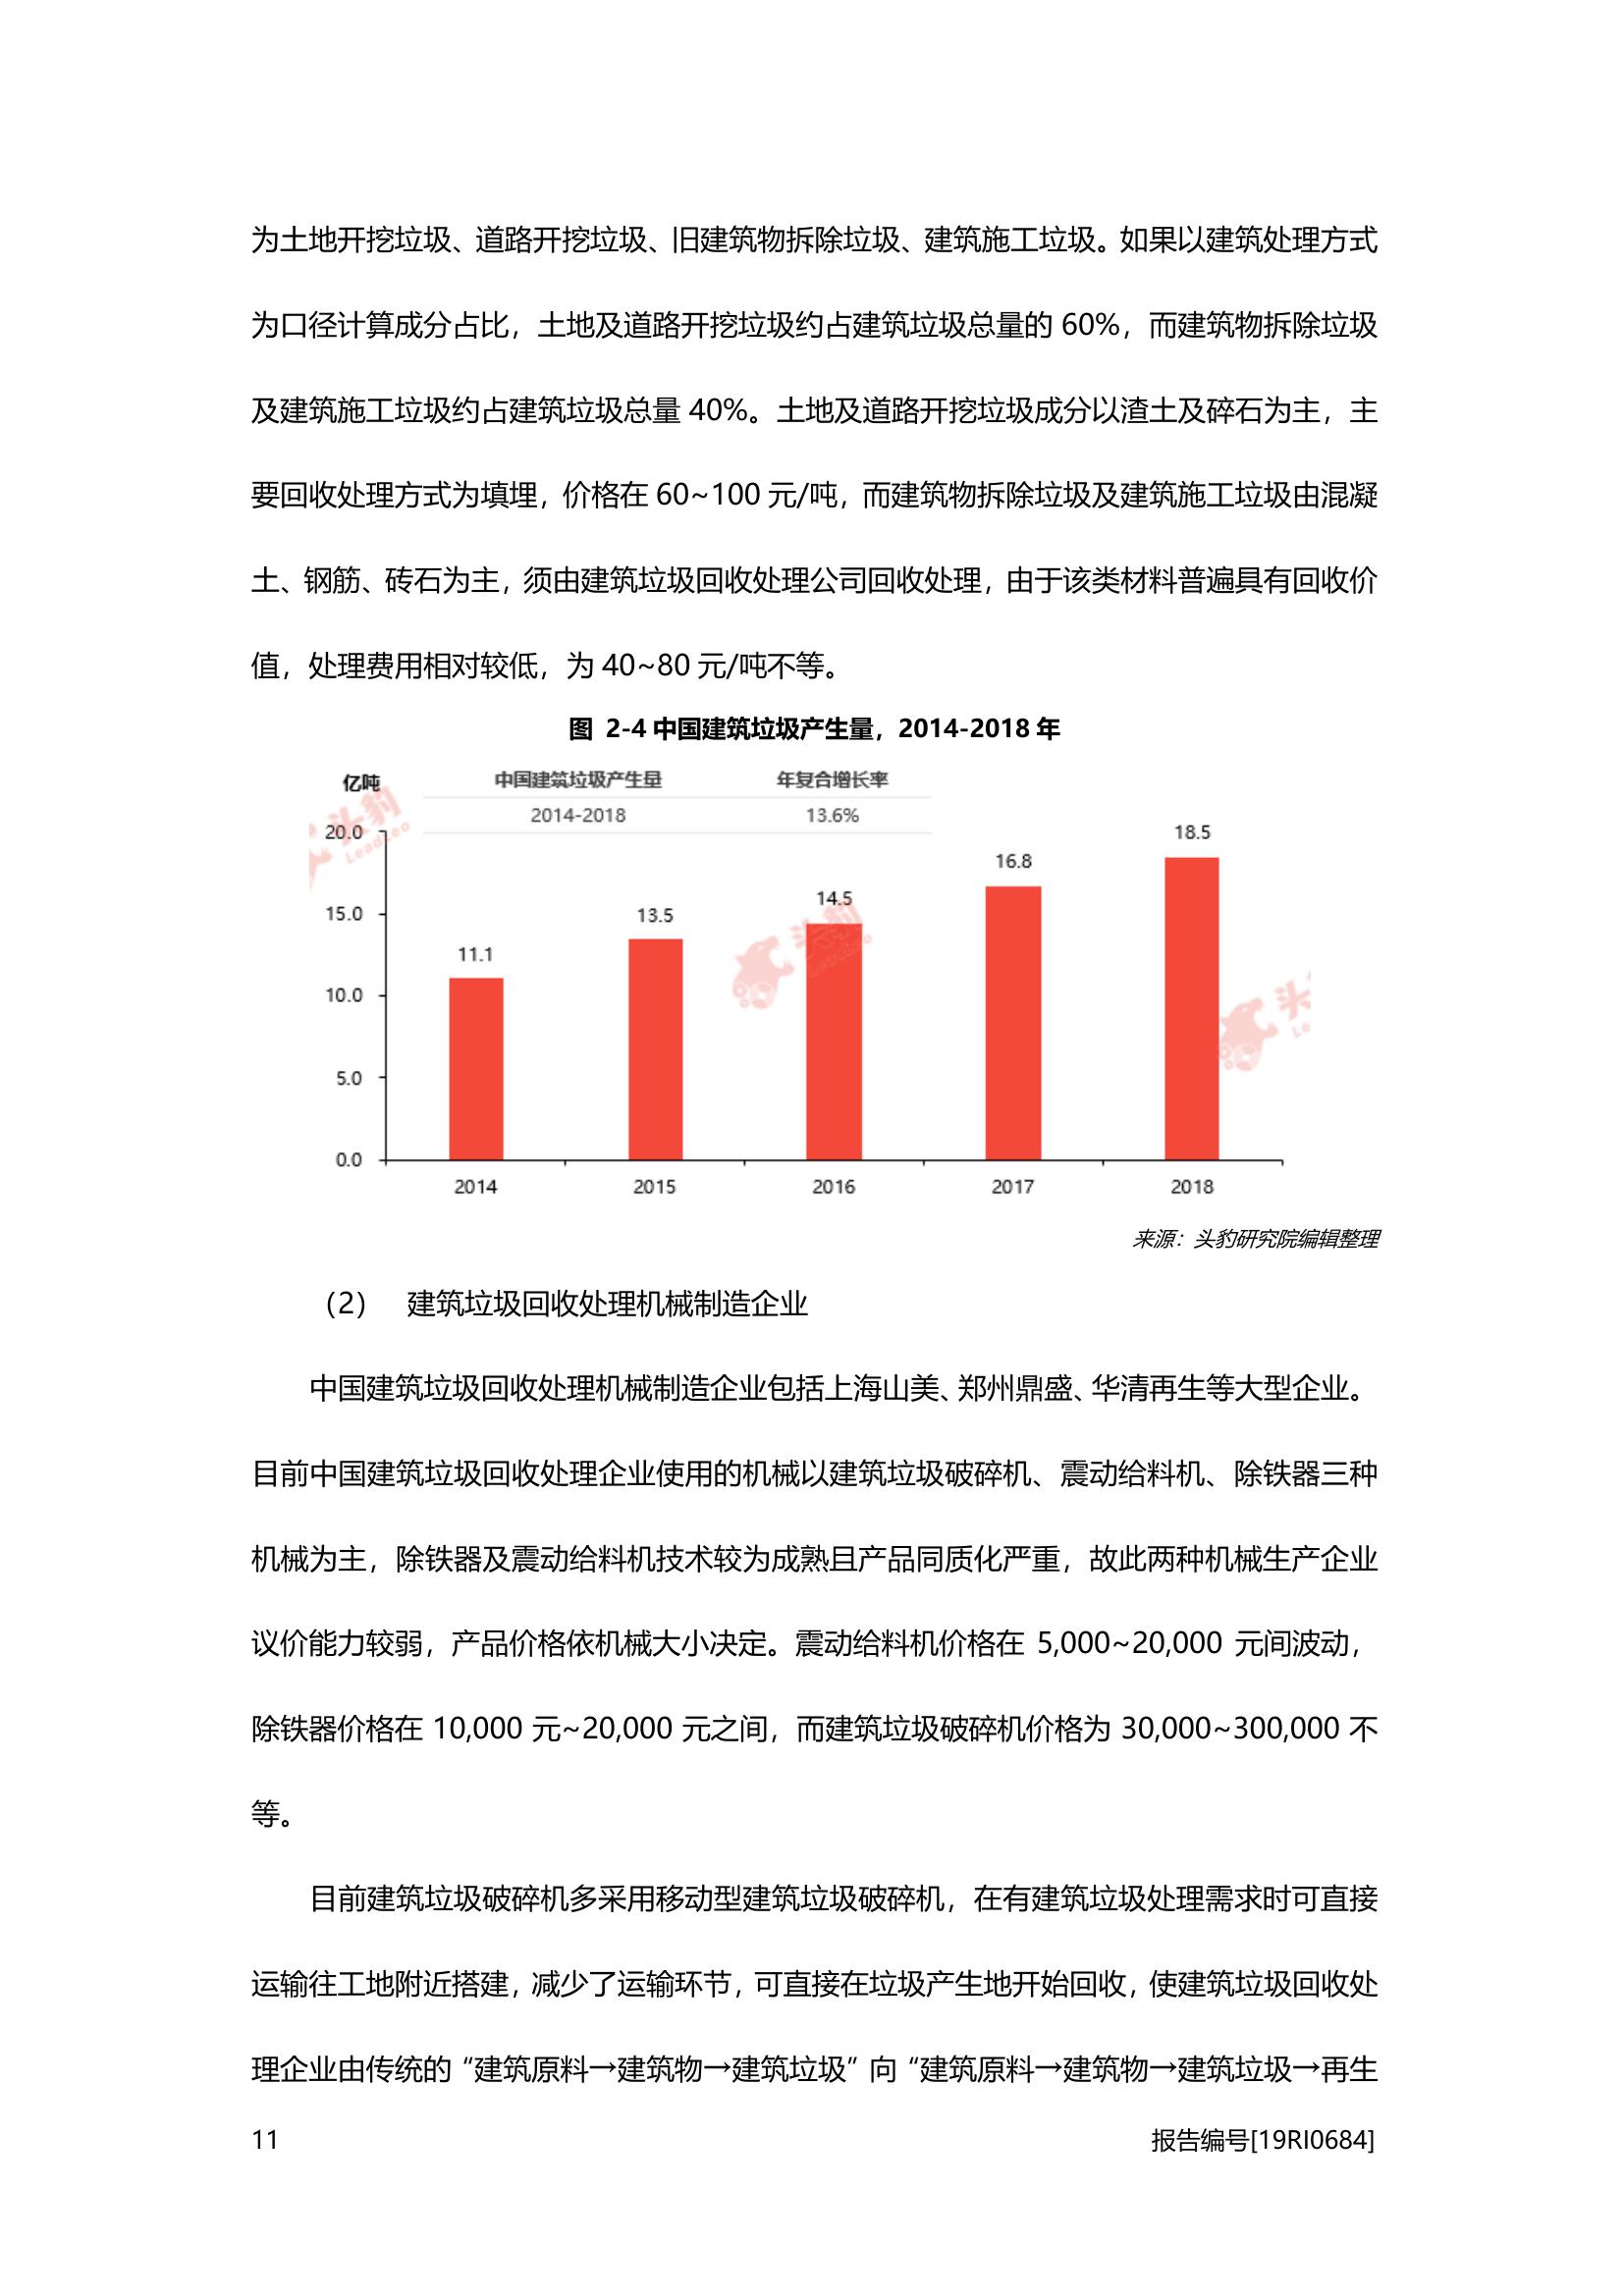 为土地开挖垃圾、道路开挖垃圾、旧建筑物拆除垃圾、建筑施工垃圾。如果以建筑处理方式
为口径计算成分占比，土地及道路开挖垃圾约占建筑垃圾总量的 60%，而建筑物拆除垃圾
及建筑施工垃圾约占建筑垃圾总量 40%。土地及道路开挖垃圾成分以渣土及碎石为主，主
要回收处理方式为填埋，价格在 60~100 元/吨，而建筑物拆除垃圾及建筑施工垃圾由混凝
土、钢筋、砖石为主，须由建筑垃圾回收处理公司回收处理，由于该类材料普遍具有回收价
值，处理费用相对较低，为 40~80 元/吨不等。
图 2-4 中国建筑垃圾产生量，2014-2018 年
亿吨
中国建筑垃圾产生量 年复合增长率
2014-2018 13.6%
头豹
LeadLeo
20.0
15.0
10.0
5.0
0.0
11.1
13.5
14.5
16.8
18.5
头豹
LeadLeo
头
Le
2014 2015 2016 2017 2018
来源：头豹研究院编辑整理
（2） 建筑垃圾回收处理机械制造企业
中国建筑垃圾回收处理机械制造企业包括上海山美、郑州鼎盛、华清再生等大型企业。
目前中国建筑垃圾回收处理企业使用的机械以建筑垃圾破碎机、震动给料机、除铁器三种
机械为主，除铁器及震动给料机技术较为成熟且产品同质化严重，故此两种机械生产企业
议价能力较弱，产品价格依机械大小决定。震动给料机价格在 5,000~20,000 元间波动，
除铁器价格在 10,000 元~20,000 元之间，而建筑垃圾破碎机价格为 30,000~300,000 不
等。
目前建筑垃圾破碎机多采用移动型建筑垃圾破碎机，在有建筑垃圾处理需求时可直接
运输往工地附近搭建，减少了运输环节，可直接在垃圾产生地开始回收，使建筑垃圾回收处
理企业由传统的“建筑原料→建筑物→建筑垃圾”向“建筑原料→建筑物→建筑垃圾→再生
11 报告编号[19RI0684]